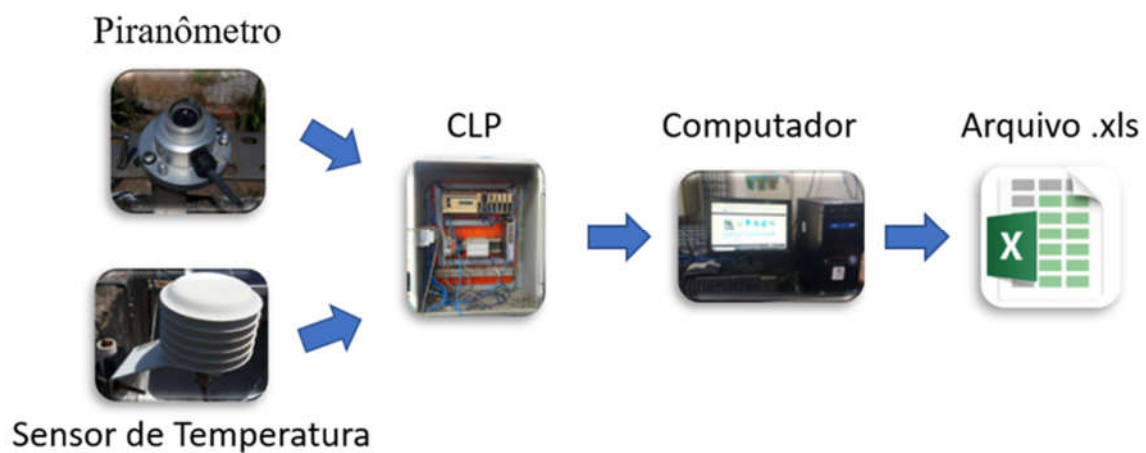 Piranômetro
CLP
Computador
Arquivo .xls
X
Sensor de Temperatura